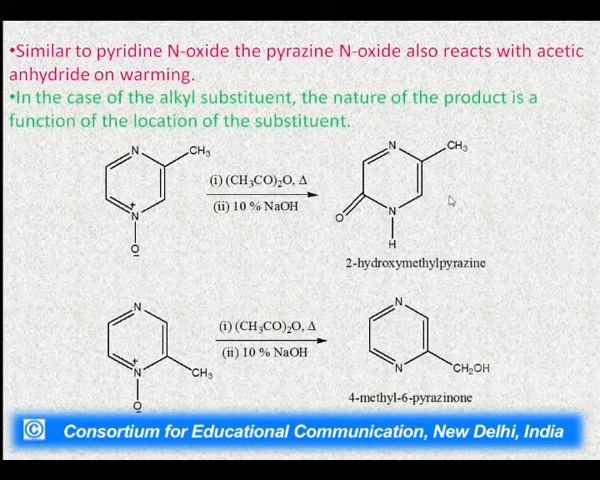 •Similar to pyridine N-oxide the pyrazine N-oxide also reacts with acetic
anhydride on warming.
•In the case of the alkyl substituent, the nature of the product is a
function of the location of the substituent.
N
CH₃
N
+
O
−
(i) (CH₃CO)₂O, Δ
(ii) 10 % NaOH
N
CH₃
O
N
H
2-hydroxymethylpyrazine
N
N
+
CH₃
O
−
(i) (CH₃CO)₂O, Δ
(ii) 10 % NaOH
N
N
CH₂OH
4-methyl-6-pyrazinone
© Consortium for Educational Communication, New Delhi, India